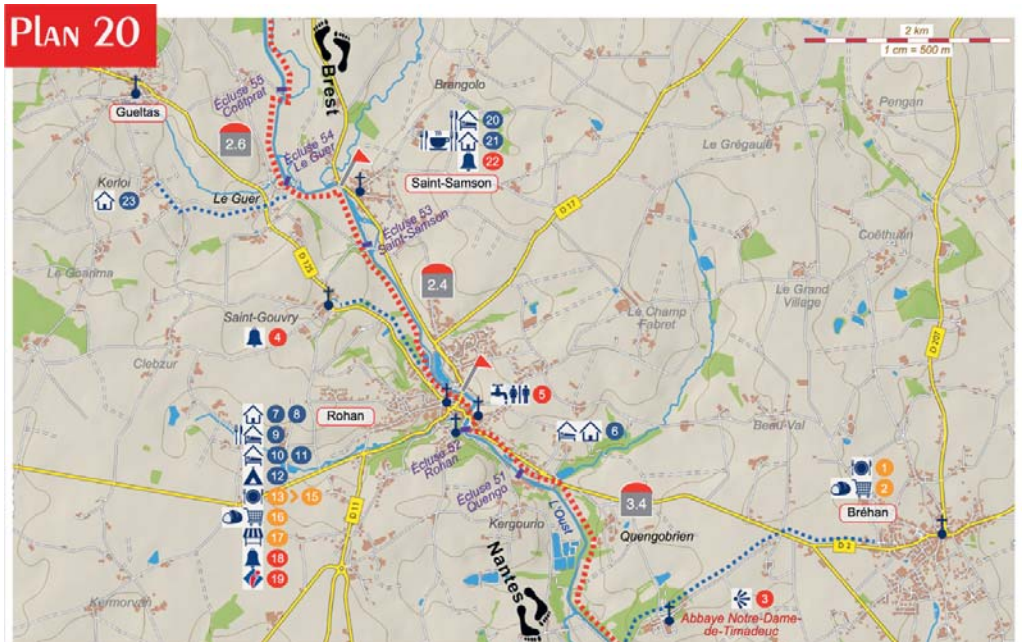 PLAN 20
2 km
1 cm = 500 m
Brest
Écluse 55
Coëtprat
Brangolo
Pengan
Gueltas
2.6
20
21
22
Écluse 54
Le Guer
Le Grégaule
Saint-Samson
Kerloi
23
Le Guer
D 17
Écluse 53
Saint-Samson
Coëthuan
D 125
Le Goarima
2.4
Le Grand
Village
Saint-Gouvry
Le Champ
Fabret
4
D 207
Clebzur
5
Rohan
7 8
9
10 11
12
13 > 15
16
17
18
19
6
Beau-Val
Écluse 52
Rohan
Écluse 51
Quengo
1
2
D 11
L'Oust
3.4
Kergourio
Quengobrien
Bréhan
D 2
Nantes
Kermorvan
3
Abbaye Notre-Dame-
de-Timadeuc